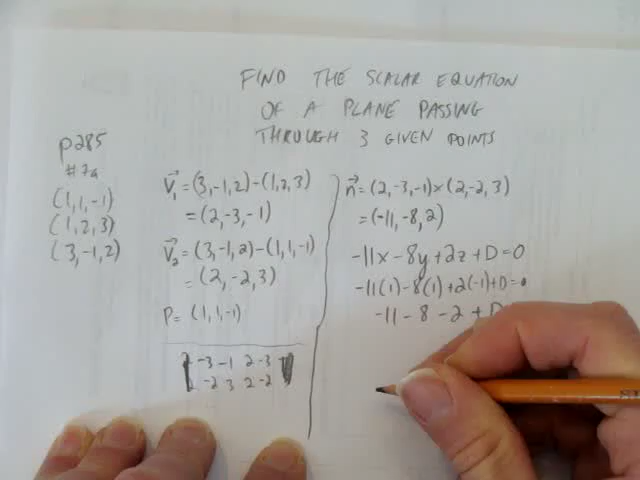 FIND THE SCALAR EQUATION
OF A PLANE PASSING
THROUGH 3 GIVEN POINTS
p285
#7a
(1,1,-1)
(1,2,3)
(3,-1,2)
V⃗₁ = (3,-1,2)-(1,2,3)
= (2,-3,-1)
V⃗₂ = (3,-1,2)-(1,1,-1)
= (2,-2,3)
P= (1,1,-1)
-3 -1 2 -3
-2 3 2 -2
n⃗ = (2,-3,-1)×(2,-2,3)
= (-11,-8,2)
-11x-8y+2z+D=0
-11(1)-8(1)+2(-1)+D=0
-11-8-2+D